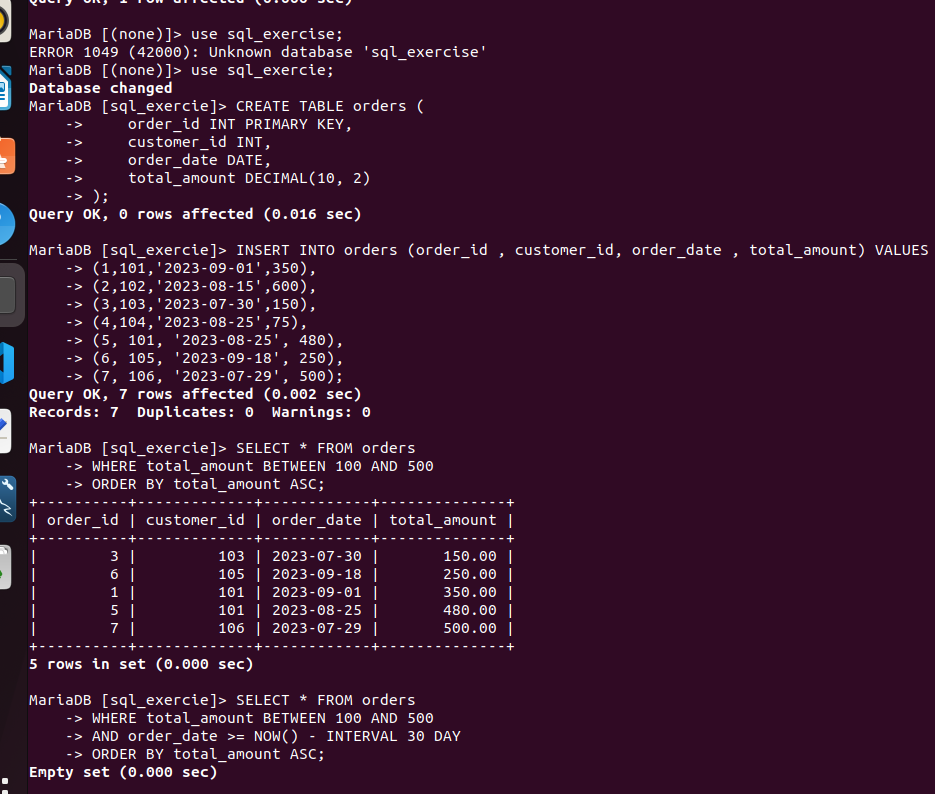 Query OK, 1 row affected (0.000 sec)
MariaDB [(none)]> use sql_exercise;
ERROR 1049 (42000): Unknown database 'sql_exercise'
MariaDB [(none)]> use sql_exercie;
Database changed
MariaDB [sql_exercie]> CREATE TABLE orders (
    ->     order_id INT PRIMARY KEY,
    ->     customer_id INT,
    ->     order_date DATE,
    ->     total_amount DECIMAL(10, 2)
    -> );
Query OK, 0 rows affected (0.016 sec)
MariaDB [sql_exercie]> INSERT INTO orders (order_id , customer_id, order_date , total_amount) VALUES
    -> (1,101,'2023-09-01',350),
    -> (2,102,'2023-08-15',600),
    -> (3,103,'2023-07-30',150),
    -> (4,104,'2023-08-25',75),
    -> (5, 101, '2023-08-25', 480),
    -> (6, 105, '2023-09-18', 250),
    -> (7, 106, '2023-07-29', 500);
Query OK, 7 rows affected (0.002 sec)
Records: 7  Duplicates: 0  Warnings: 0
MariaDB [sql_exercie]> SELECT * FROM orders
    -> WHERE total_amount BETWEEN 100 AND 500
    -> ORDER BY total_amount ASC;
+----------+-------------+------------+--------------+
| order_id | customer_id | order_date | total_amount |
+----------+-------------+------------+--------------+
|        3 |         103 | 2023-07-30 |       150.00 |
|        6 |         105 | 2023-09-18 |       250.00 |
|        1 |         101 | 2023-09-01 |       350.00 |
|        5 |         101 | 2023-08-25 |       480.00 |
|        7 |         106 | 2023-07-29 |       500.00 |
+----------+-------------+------------+--------------+
5 rows in set (0.000 sec)
MariaDB [sql_exercie]> SELECT * FROM orders
    -> WHERE total_amount BETWEEN 100 AND 500
    -> AND order_date >= NOW() - INTERVAL 30 DAY
    -> ORDER BY total_amount ASC;
Empty set (0.000 sec)